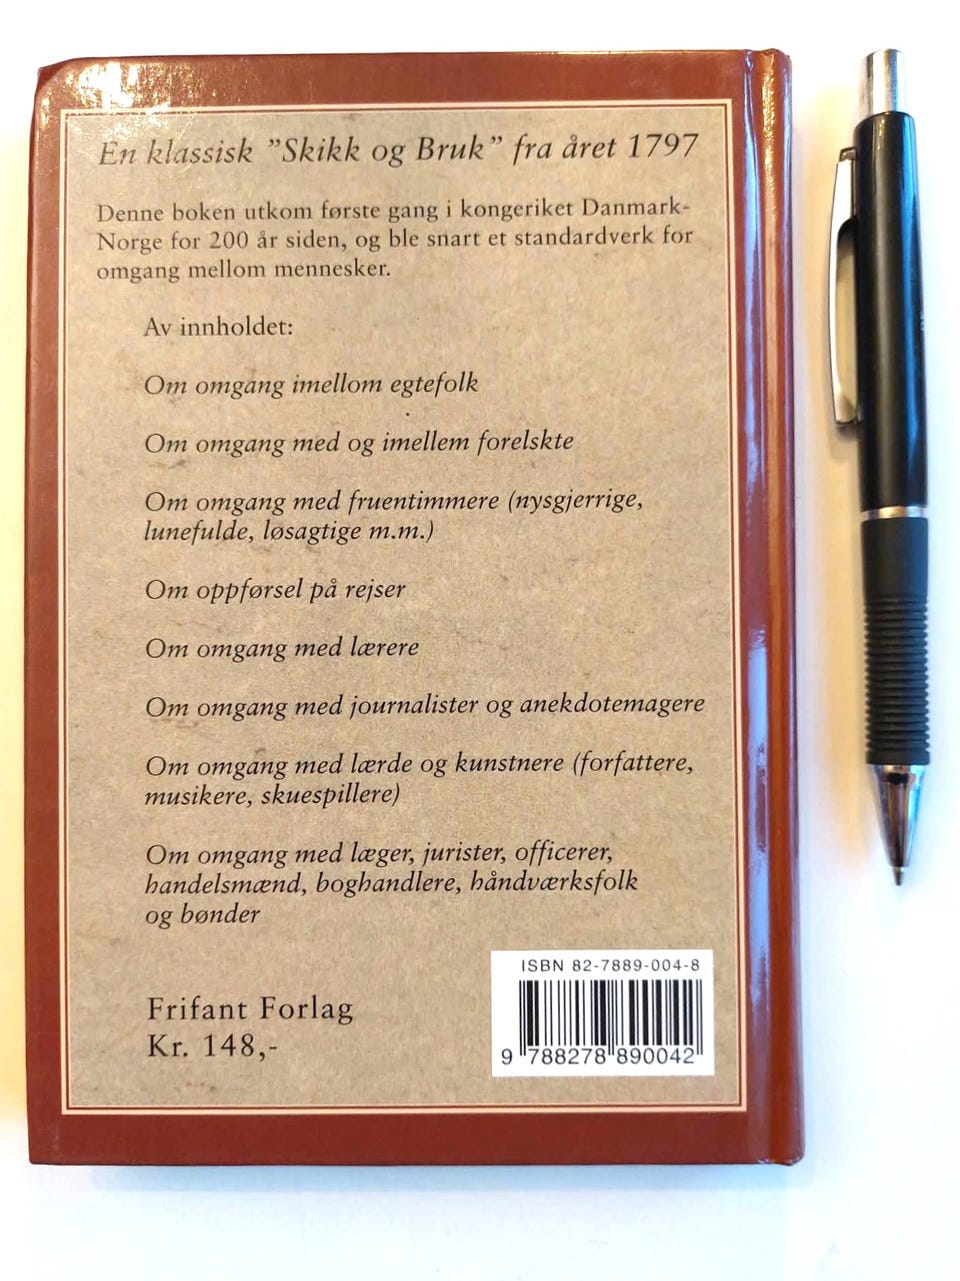 En klassisk ”Skikk og Bruk” fra året 1797
Denne boken utkom første gang i kongeriket Danmark-
Norge for 200 år siden, og ble snart et standardverk for
omgang mellom mennesker.
Av innholdet:
Om omgang imellom egtefolk
Om omgang med og imellem forelskte
Om omgang med fruentimmere (nysgjerrige,
lunefulde, løsagtige m.m.)
Om oppførsel på rejser
Om omgang med lærere
Om omgang med journalister og anekdotemagere
Om omgang med lærde og kunstnere (forfattere,
musikere, skuespillere)
Om omgang med læger, jurister, officerer,
handelsmænd, boghandlere, håndværksfolk
og bønder
Frifant Forlag
Kr. 148,-
ISBN 82-7889-004-8
9 788278 890042